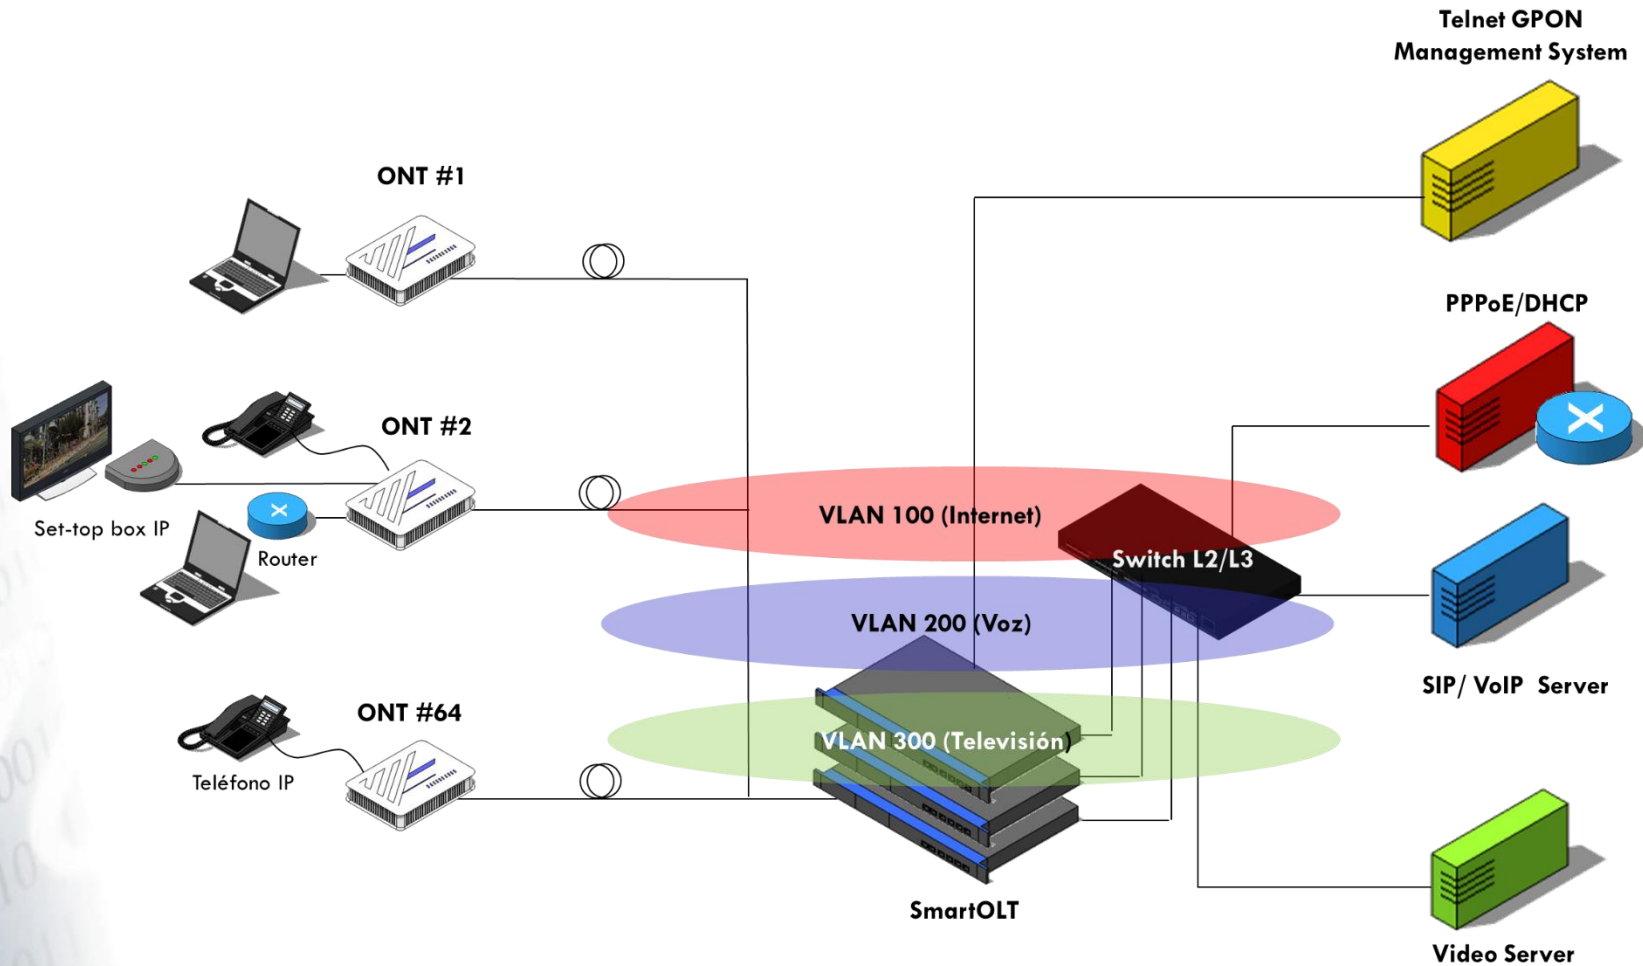 Telnet GPON
Management System
ONT #1
PPPoE/DHCP
ONT #2
VLAN 100 (Internet)
Set-top box IP
Router
Switch L2/L3
VLAN 200 (Voz)
SIP/ VoIP Server
ONT #64
VLAN 300 (Televisión)
Teléfono IP
SmartOLT
Video Server